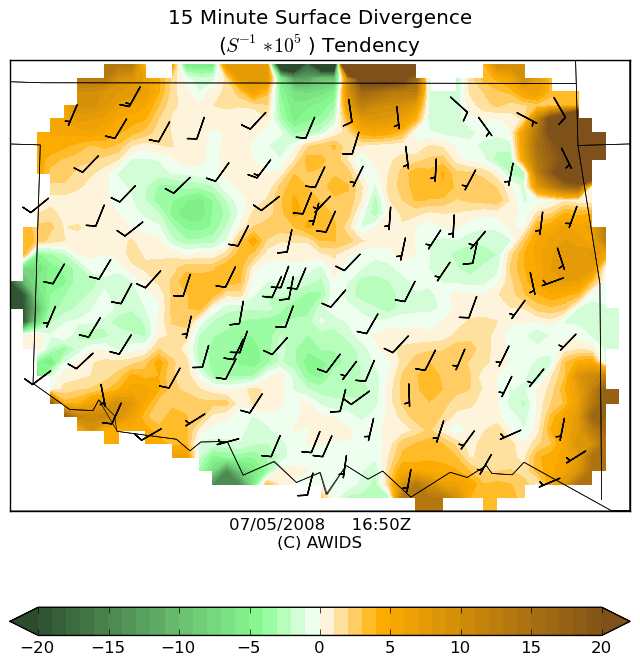 15 Minute Surface Divergence
(S⁻¹ * 10⁵ ) Tendency
07/05/2008 16:50Z
(C) AWIDS
−20 −15 −10 −5 0 5 10 15 20